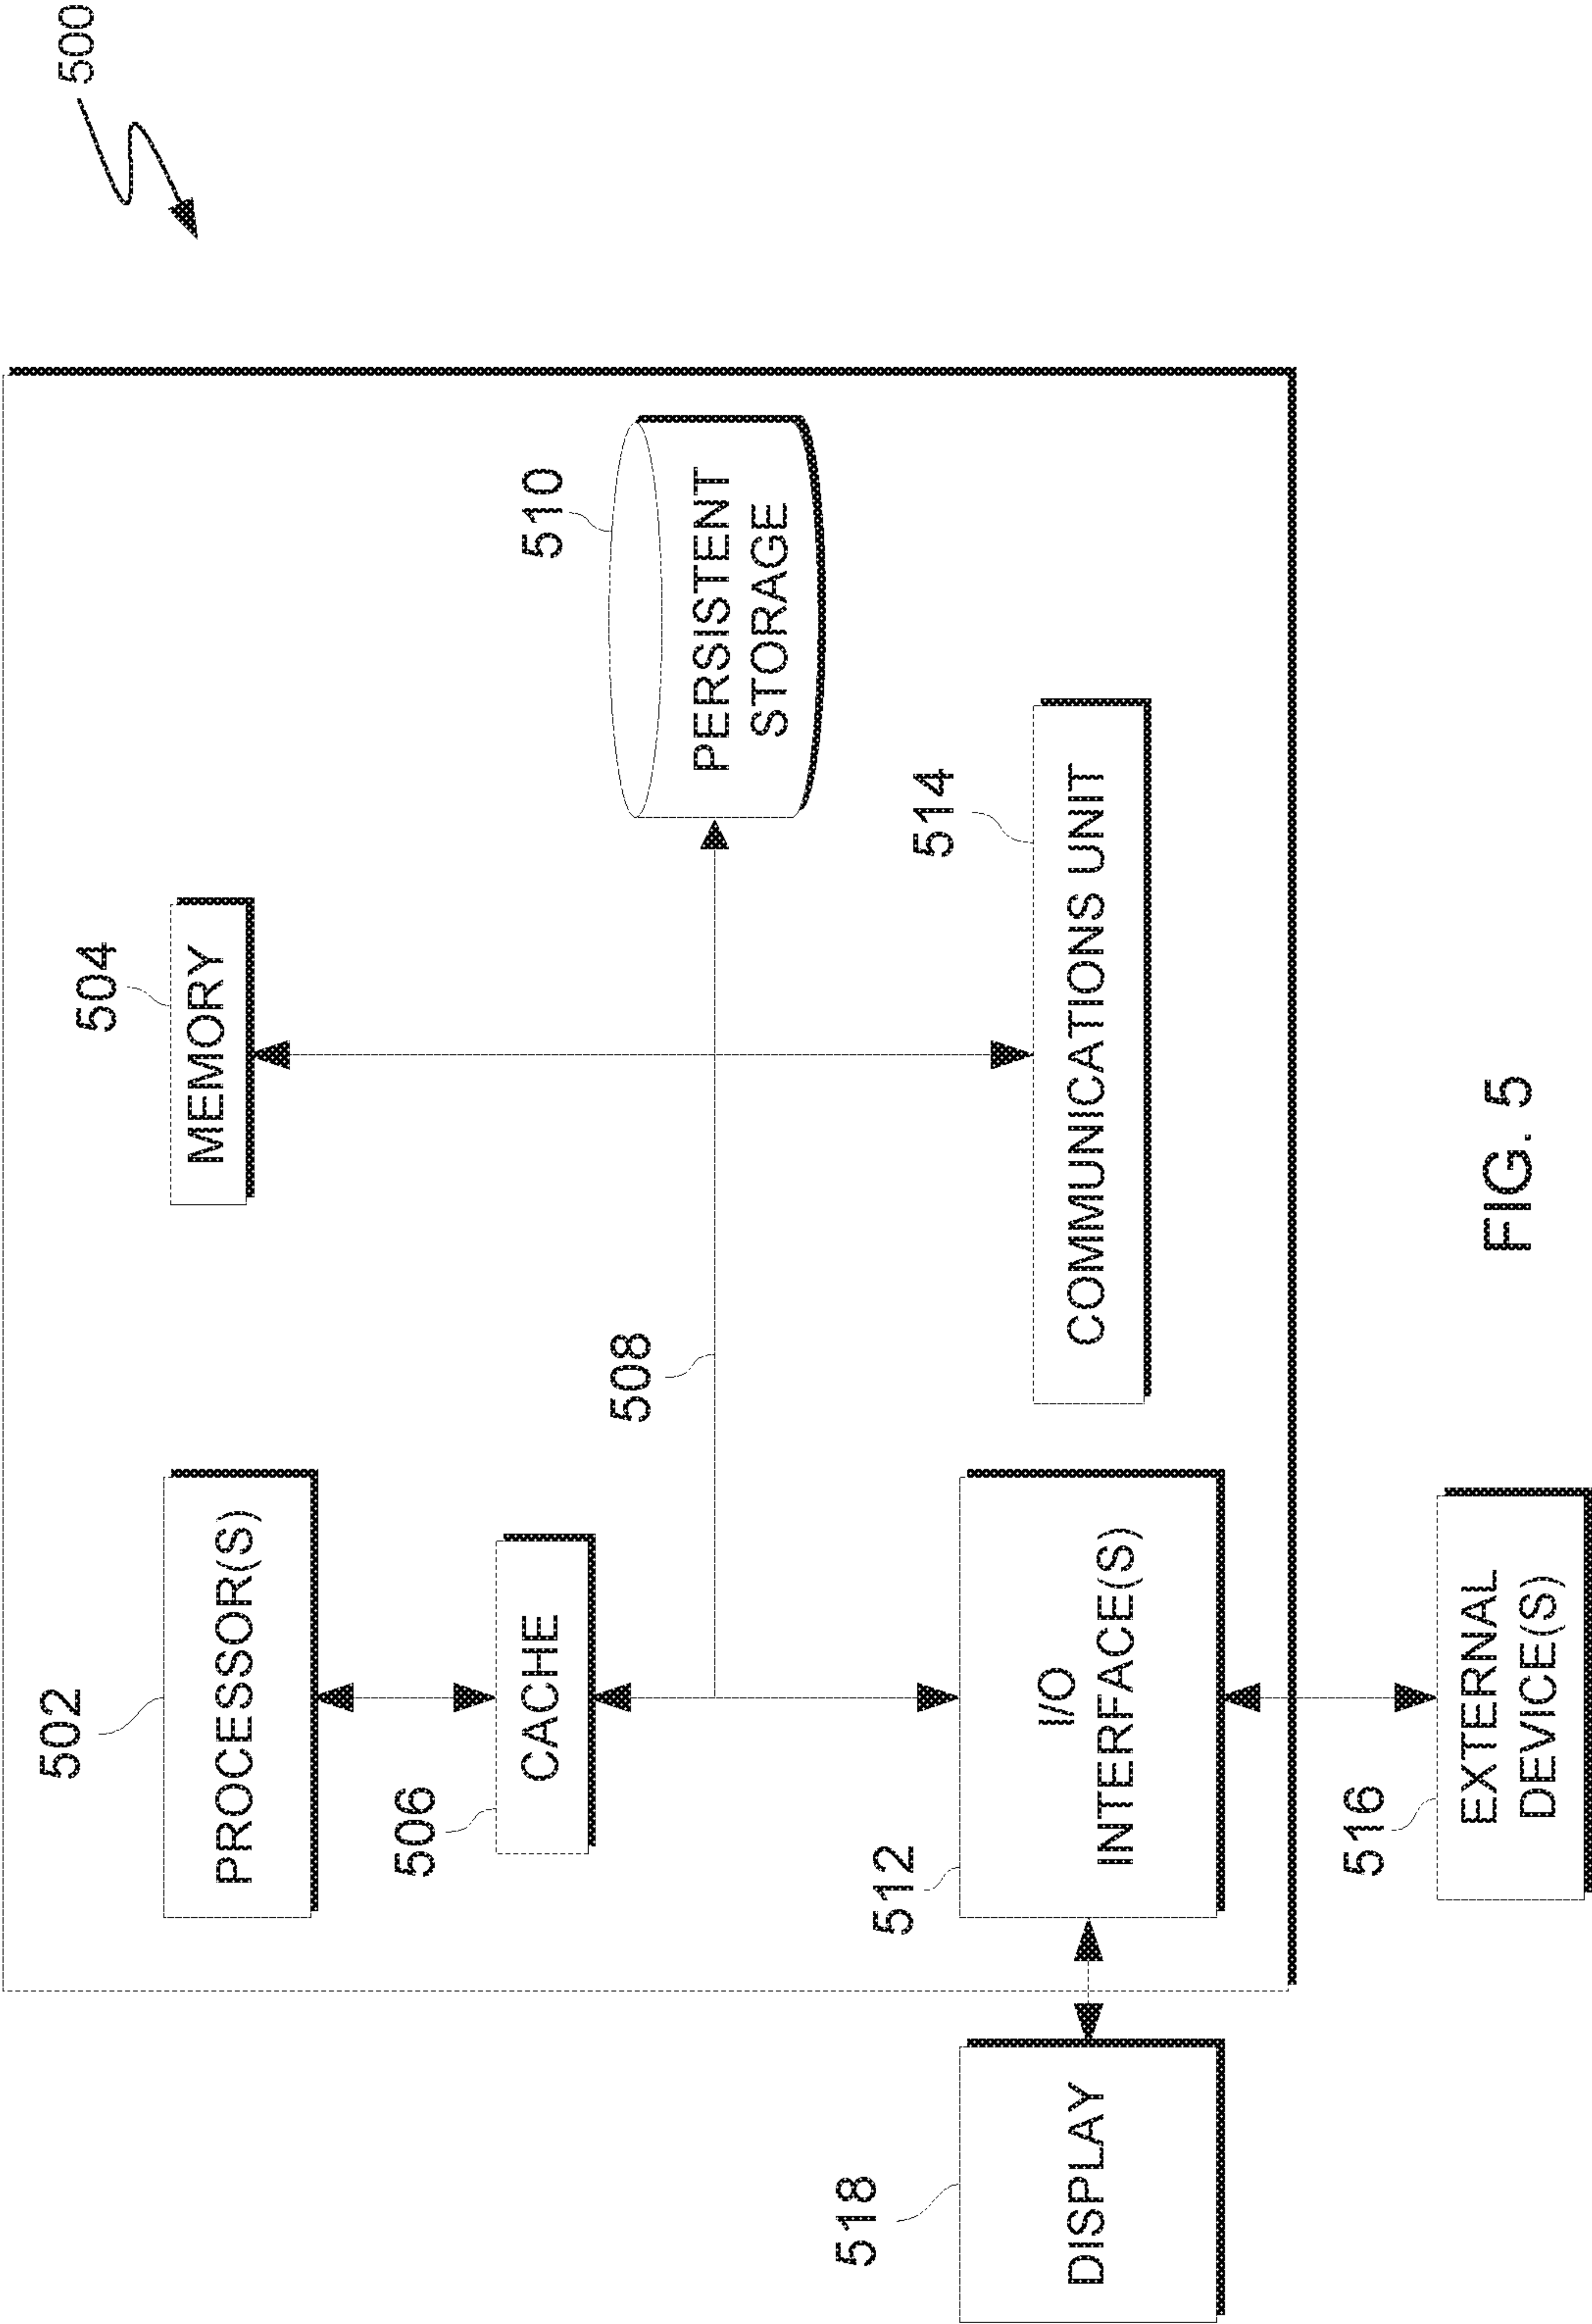 500
502
PROCESSOR(S)
504
MEMORY
506
CACHE
508
510
PERSISTENT
STORAGE
512
I/O
INTERFACE(S)
514
COMMUNICATIONS UNIT
518
DISPLAY
516
EXTERNAL
DEVICE(S)
FIG. 5